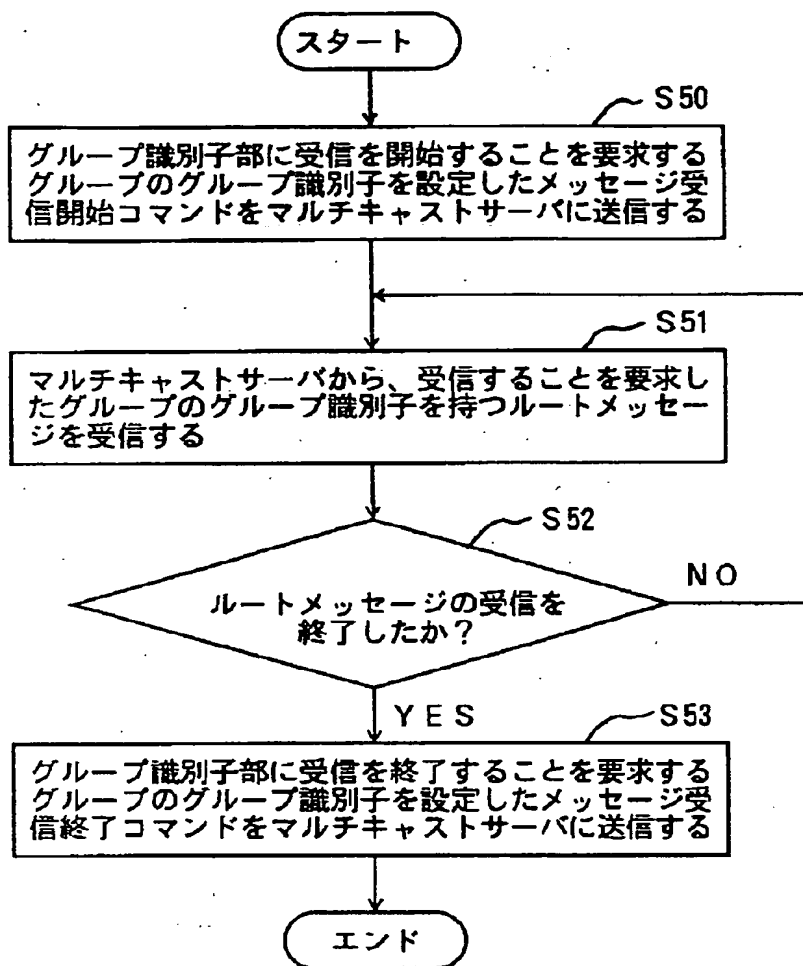 スタート
S50
グループ識別子部に受信を開始することを要求する
グループのグループ識別子を設定したメッセージ受
信開始コマンドをマルチキャストサーバに送信する
S51
マルチキャストサーバから、受信することを要求し
たグループのグループ識別子を持つルートメッセー
ジを受信する
S52
ルートメッセージの受信を
終了したか？
NO
YES
S53
グループ識別子部に受信を終了することを要求する
グループのグループ識別子を設定したメッセージ受
信終了コマンドをマルチキャストサーバに送信する
エンド